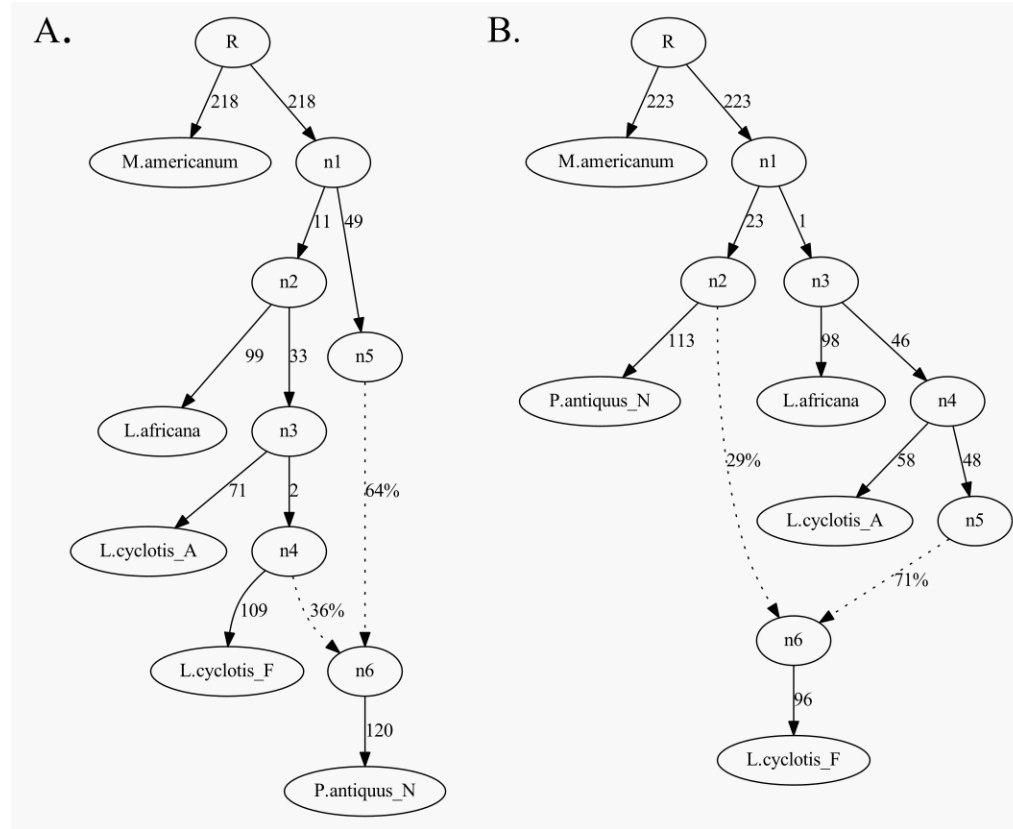 A.
R
218
218
M.americanum
n1
11
49
n2
99
33
n5
L.africana
n3
71
2
64%
L.cyclotis_A
n4
109
36%
L.cyclotis_F
n6
120
P.antiquus_N
B.
R
223
223
M.americanum
n1
23
1
n2
n3
113
98
46
P.antiquus_N
L.africana
n4
29%
58
48
L.cyclotis_A
n5
71%
n6
96
L.cyclotis_F